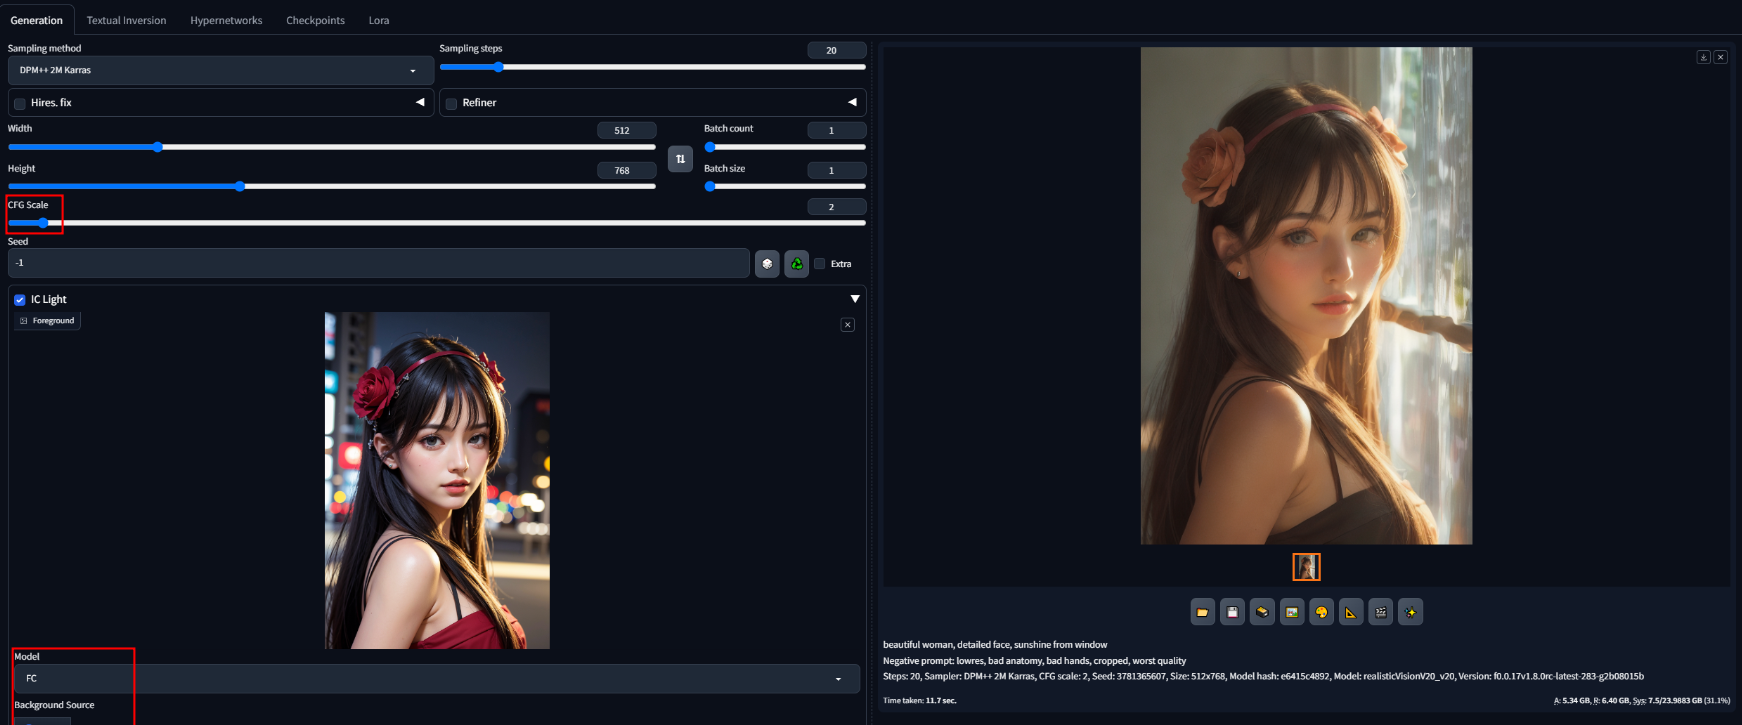 Generation Textual Inversion Hypernetworks Checkpoints Lora
Sampling method
DPM++ 2M Karras
Sampling steps
20
Hires. fix
Refiner
Width
512
Batch count
1
Height
768
Batch size
1
CFG Scale
2
Seed
-1
Extra
IC Light
Foreground
Model
FC
Background Source
beautiful woman, detailed face, sunshine from window
Negative prompt: lowres, bad anatomy, bad hands, cropped, worst quality
Steps: 20, Sampler: DPM++ 2M Karras, CFG scale: 2, Seed: 3781365607, Size: 512x768, Model hash: e6415c4892, Model: realisticVisionV20_v20, Version: f0.0.17v1.8.0rc-latest-283-g2b08015b
Time taken: 11.7 sec.
A: 5.34 GB, R: 6.40 GB, Sys: 7.5/23.9883 GB (31.1%)